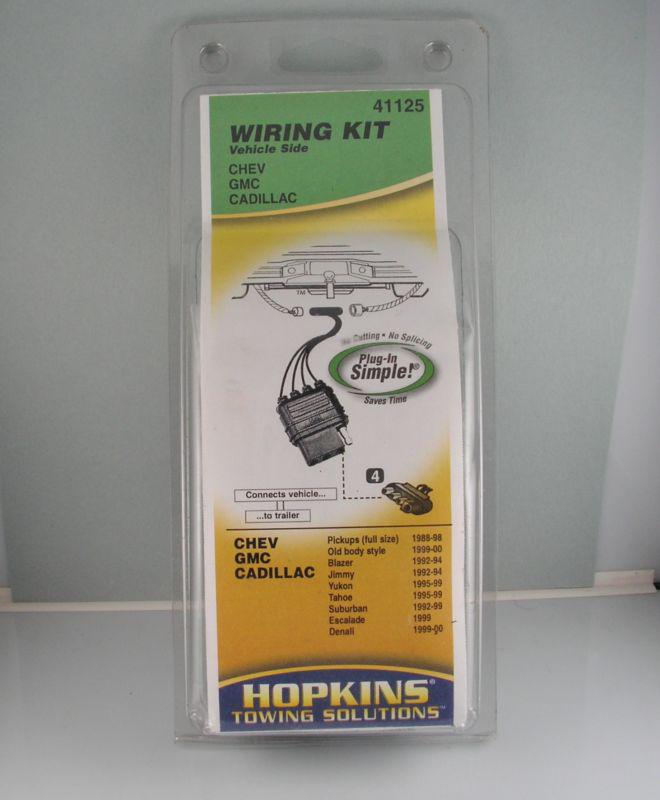 41125
WIRING KIT
Vehicle Side
CHEV
GMC
CADILLAC
TM
No Cutting • No Splicing
Plug-In
Simple!®
Saves Time
4
Connects vehicle...
...to trailer
CHEV
GMC
CADILLAC
Pickups (full size) 1988-98
Old body style 1999-00
Blazer 1992-94
Jimmy 1992-94
Yukon 1995-99
Tahoe 1995-99
Suburban 1992-99
Escalade 1999
Denali 1999-00
HOPKINS®
TOWING SOLUTIONS™